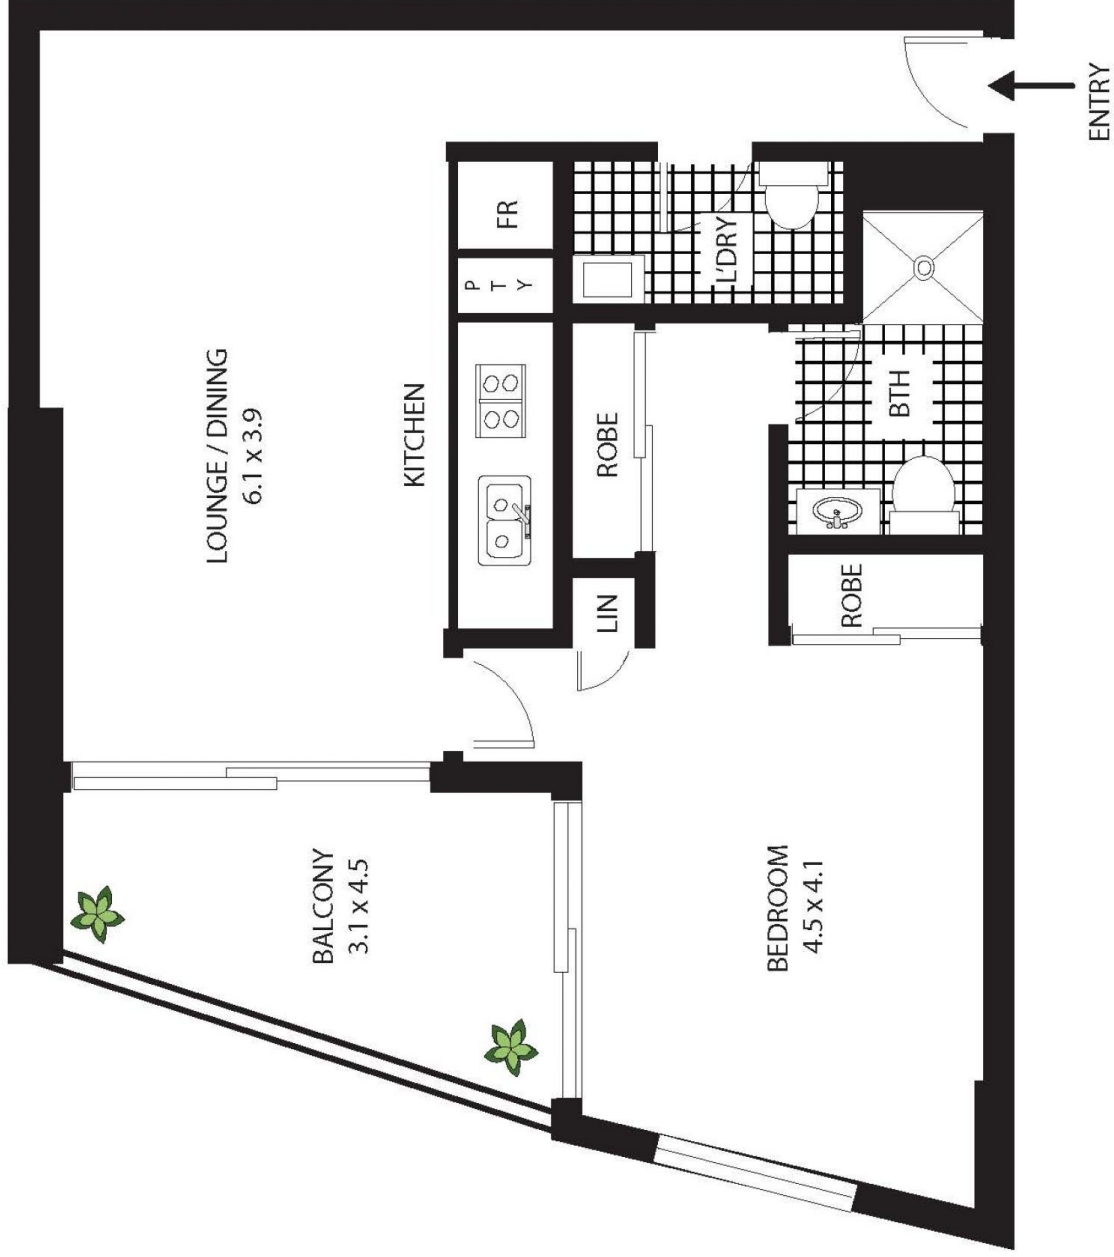 ENTRY
FR
P
T
Y
L'DRY
LOUNGE / DINING
6.1 x 3.9
KITCHEN
ROBE
BTH
LIN
ROBE
BALCONY
3.1 x 4.5
BEDROOM
4.5 x 4.1